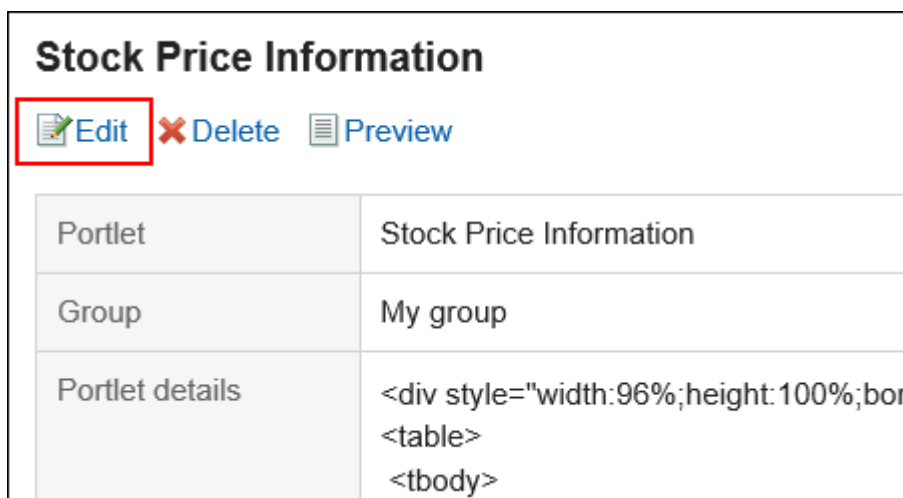 Stock Price Information
Edit Delete Preview
Portlet Stock Price Information
Group My group
Portlet details <div style="width:96%;height:100%;bor
<table>
<tbody>